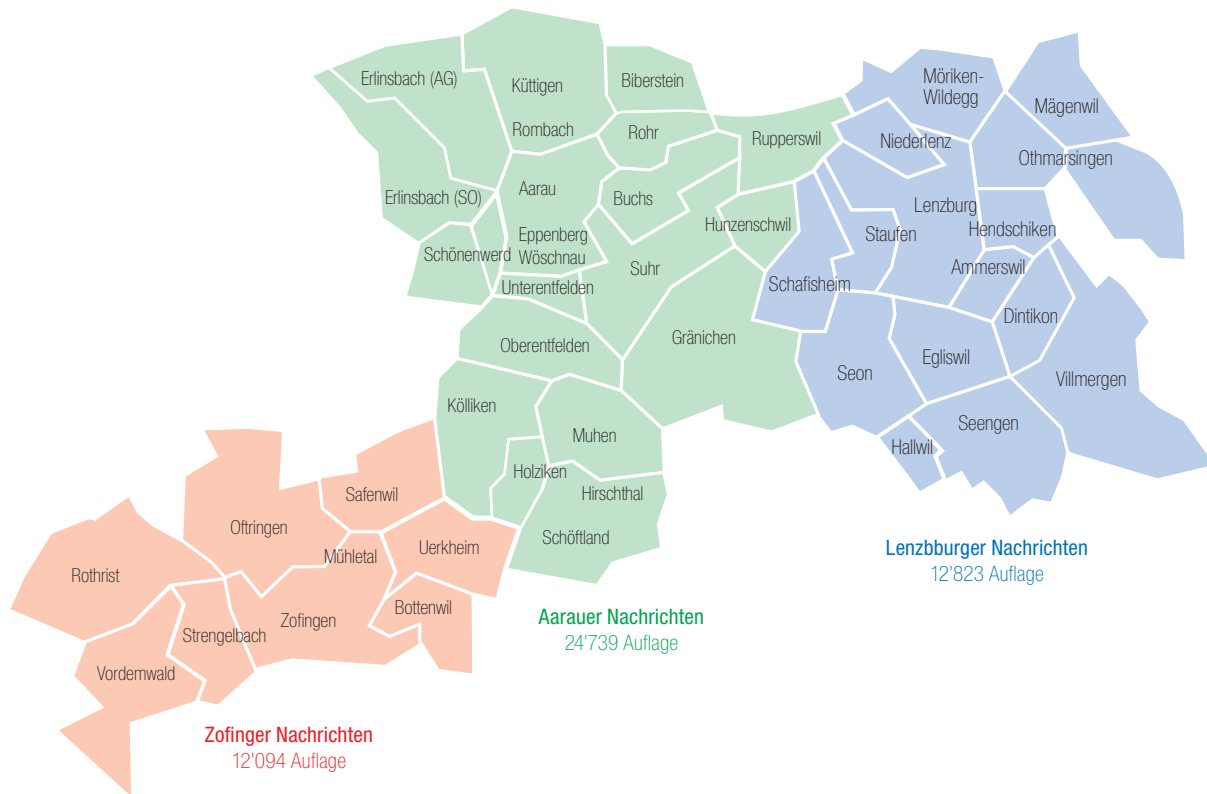 Erlinsbach (AG)
Küttigen
Rombach
Biberstein
Rohr
Rupperswil
Erlinsbach (SO)
Aarau
Buchs
Hunzenschwil
Schönenwerd
Eppenberg
Wöschnau
Suhr
Unterentfelden
Oberentfelden
Gränichen
Kölliken
Muhen
Holziken
Hirschthal
Schöftland
Möriken-
Wildegg
Mägenwil
Niederlenz
Othmarsingen
Lenzburg
Staufen
Hendschiken
Ammerswil
Schafisheim
Dintikon
Seon
Egliswil
Villmergen
Hallwil
Seengen
Safenwil
Oftringen
Mühletal
Uerkheim
Rothrist
Bottenwil
Zofingen
Strengelbach
Vordemwald
Lenzbburger Nachrichten
12'823 Auflage
Aarauer Nachrichten
24'739 Auflage
Zofinger Nachrichten
12'094 Auflage